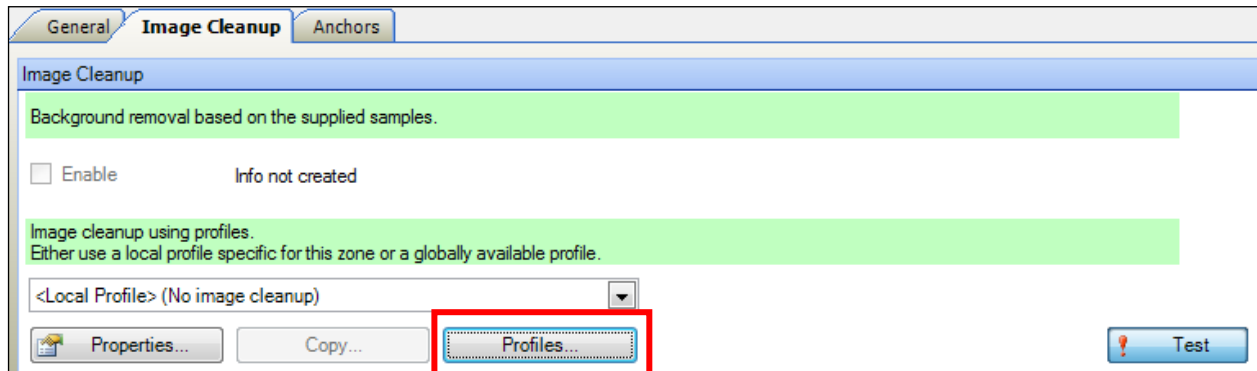 General Image Cleanup Anchors
Image Cleanup
Background removal based on the supplied samples.
Enable Info not created
Image cleanup using profiles.
Either use a local profile specific for this zone or a globally available profile.
<Local Profile> (No image cleanup)
Properties... Copy... Profiles... Test